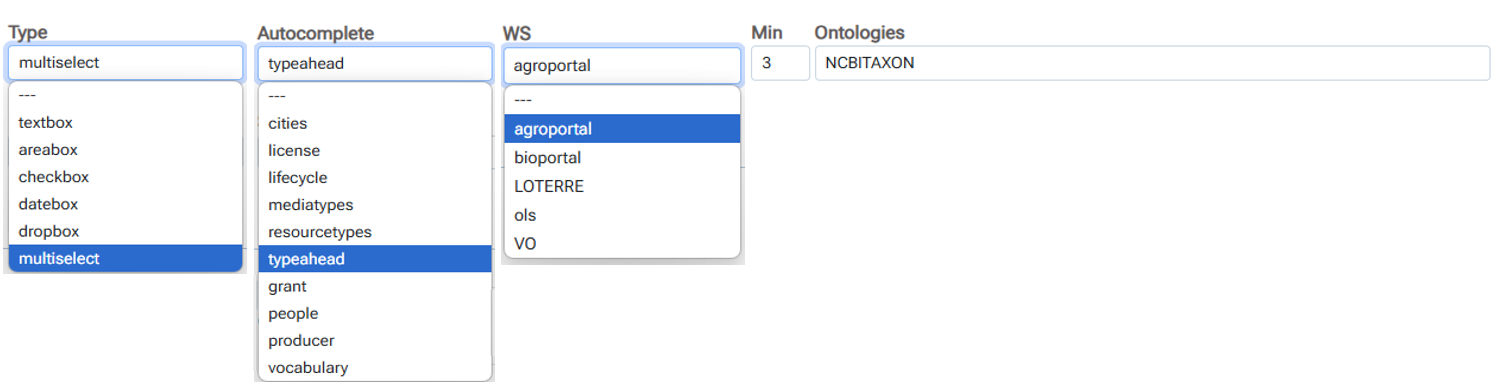 Type
multiselect
---
textbox
areabox
checkbox
datebox
dropbox
multiselect
Autocomplete
typeahead
---
cities
license
lifecycle
mediatypes
resourcetypes
typeahead
grant
people
producer
vocabulary
WS
agroportal
---
agroportal
bioportal
LOTERRE
ols
VO
Min
3
Ontologies
NCBITAXON